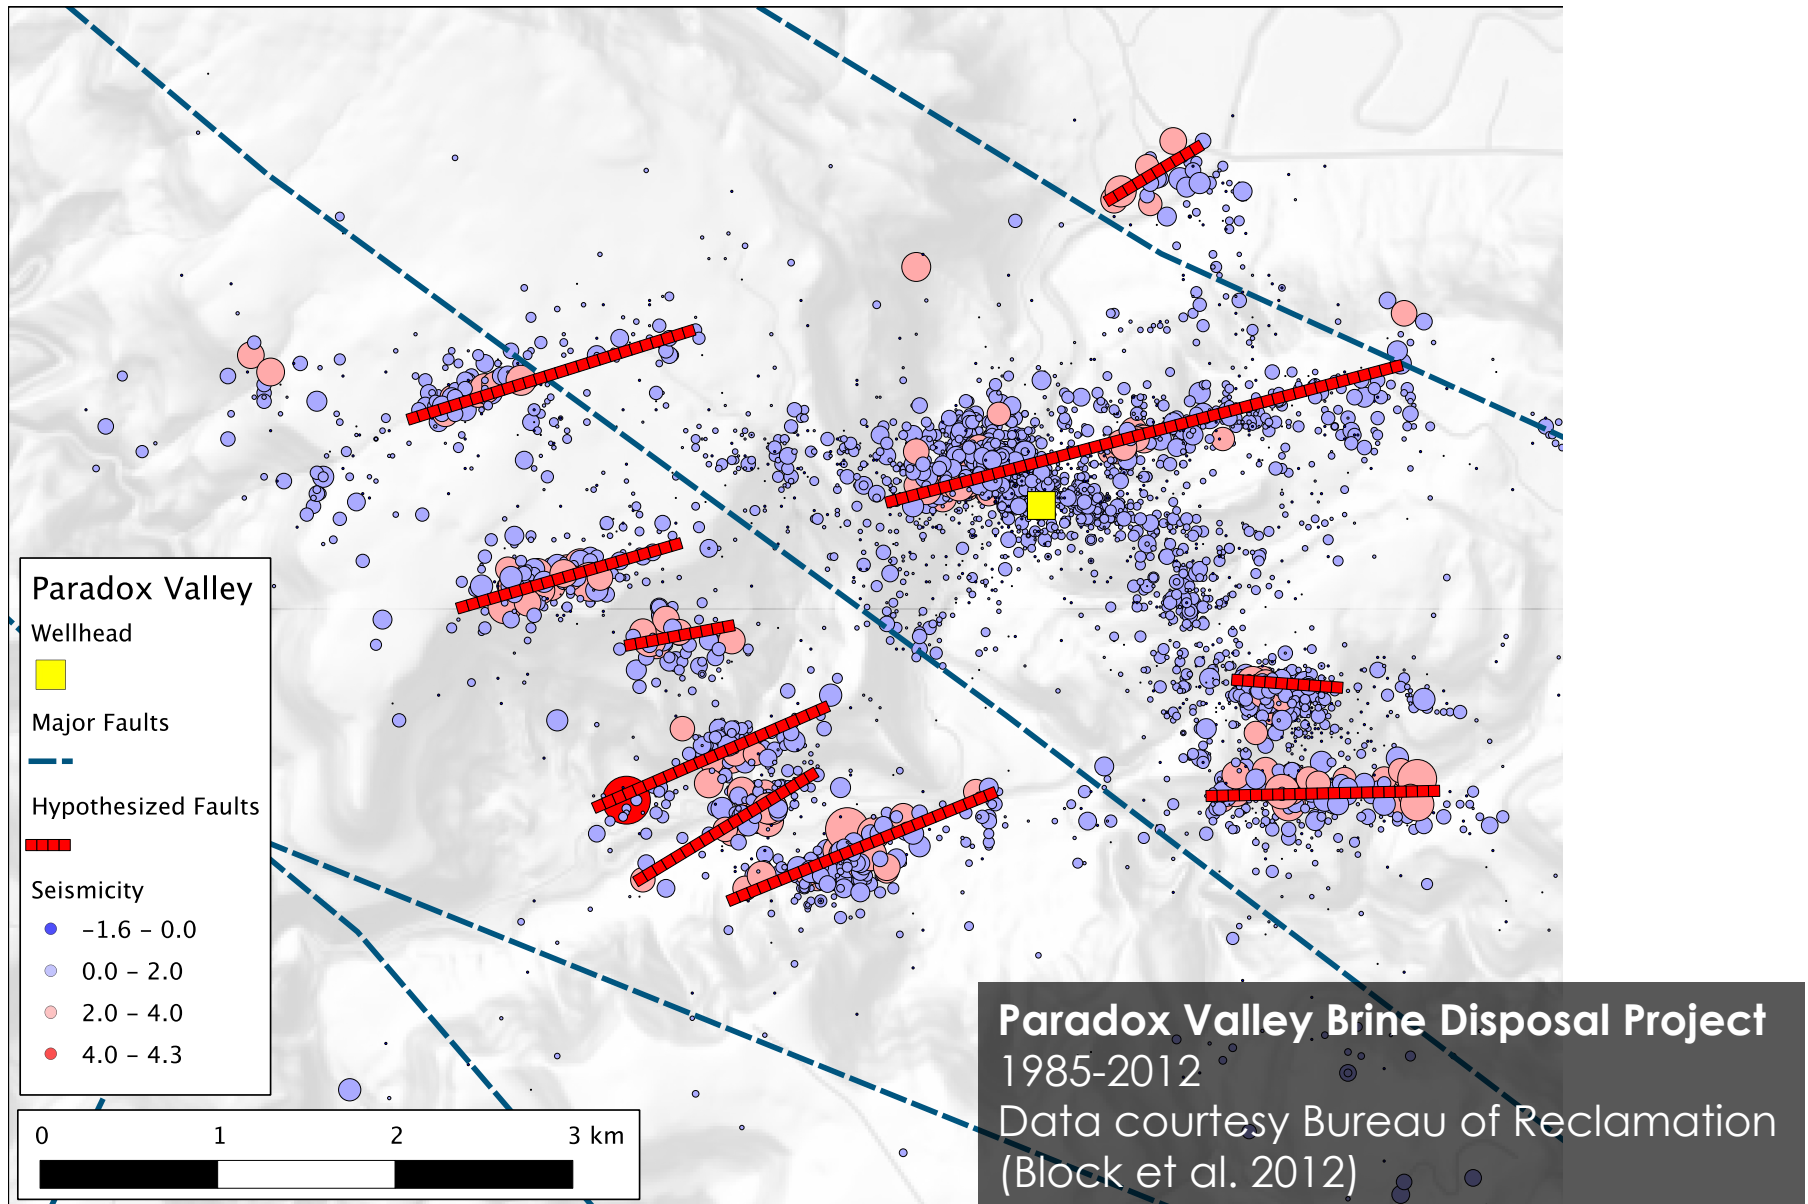 Paradox Valley
Wellhead
Major Faults
Hypothesized Faults
Seismicity
−1.6 – 0.0
0.0 – 2.0
2.0 – 4.0
4.0 – 4.3
0 1 2 3 km
Paradox Valley Brine Disposal Project
1985-2012
Data courtesy Bureau of Reclamation
(Block et al. 2012)